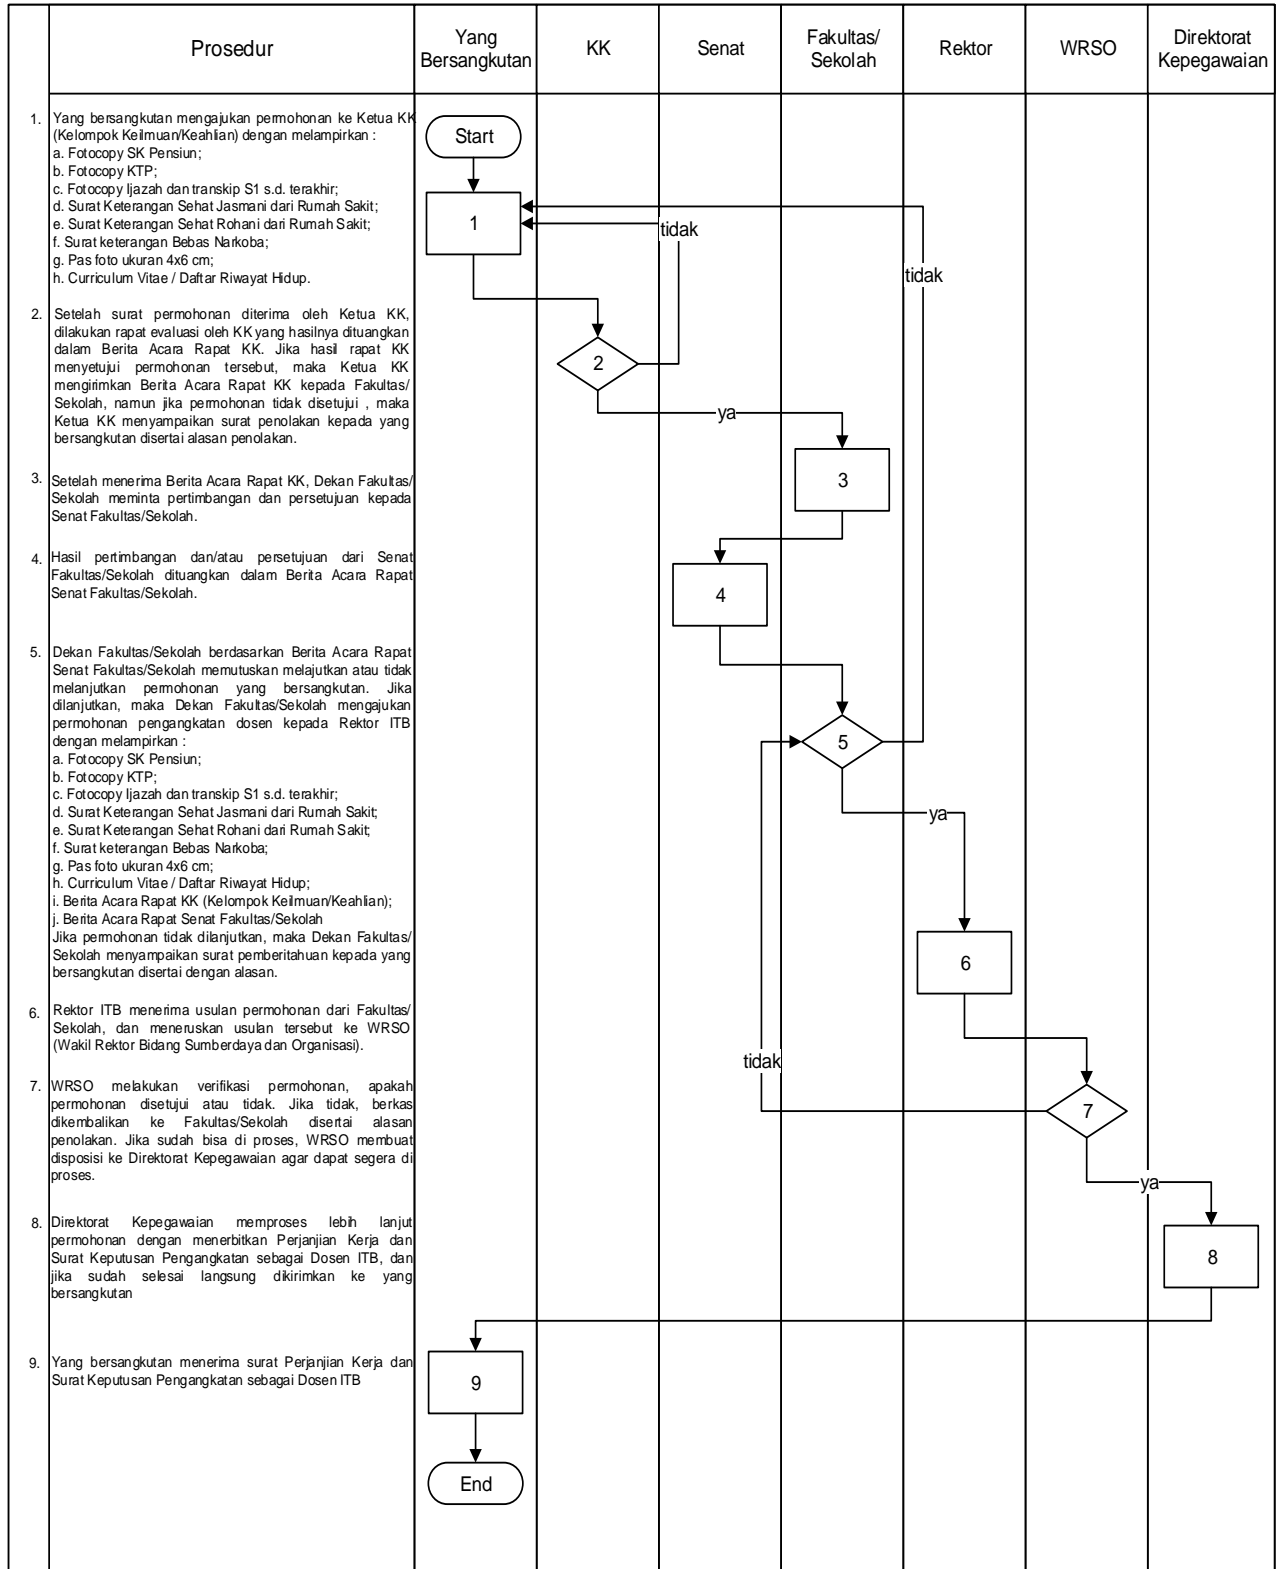 Prosedur
Yang
Bersangkutan
KK
Senat
Fakultas/
Sekolah
Rektor
WRSO
Direktorat
Kepegawaian
1. Yang bersangkutan mengajukan permohonan ke Ketua KK
(Kelompok Keilmuan/Keahlian) dengan melampirkan :
a. Fotocopy SK Pensiun;
b. Fotocopy KTP;
c. Fotocopy Ijazah dan transkip S1 s.d. terakhir;
d. Surat Keterangan Sehat Jasmani dari Rumah Sakit;
e. Surat Keterangan Sehat Rohani dari Rumah Sakit;
f. Surat keterangan Bebas Narkoba;
g. Pas foto ukuran 4x6 cm;
h. Curriculum Vitae / Daftar Riwayat Hidup.
2. Setelah surat permohonan diterima oleh Ketua KK,
dilakukan rapat evaluasi oleh KK yang hasilnya dituangkan
dalam Berita Acara Rapat KK. Jika hasil rapat KK
menyetujui permohonan tersebut, maka Ketua KK
mengirimkan Berita Acara Rapat KK kepada Fakultas/
Sekolah, namun jika permohonan tidak disetujui , maka
Ketua KK menyampaikan surat penolakan kepada yang
bersangkutan disertai alasan penolakan.
3. Setelah menerima Berita Acara Rapat KK, Dekan Fakultas/
Sekolah meminta pertimbangan dan persetujuan kepada
Senat Fakultas/Sekolah.
4. Hasil pertimbangan dan/atau persetujuan dari Senat
Fakultas/Sekolah dituangkan dalam Berita Acara Rapat
Senat Fakultas/Sekolah.
5. Dekan Fakultas/Sekolah berdasarkan Berita Acara Rapat
Senat Fakultas/Sekolah memutuskan melajutkan atau tidak
melanjutkan permohonan yang bersangkutan. Jika
dilanjutkan, maka Dekan Fakultas/Sekolah mengajukan
permohonan pengangkatan dosen kepada Rektor ITB
dengan melampirkan :
a. Fotocopy SK Pensiun;
b. Fotocopy KTP;
c. Fotocopy Ijazah dan transkip S1 s.d. terakhir;
d. Surat Keterangan Sehat Jasmani dari Rumah Sakit;
e. Surat Keterangan Sehat Rohani dari Rumah Sakit;
f. Surat keterangan Bebas Narkoba;
g. Pas foto ukuran 4x6 cm;
h. Curriculum Vitae / Daftar Riwayat Hidup;
i. Berita Acara Rapat KK (Kelompok Keilmuan/Keahlian);
j. Berita Acara Rapat Senat Fakultas/Sekolah
Jika permohonan tidak dilanjutkan, maka Dekan Fakultas/
Sekolah menyampaikan surat pemberitahuan kepada yang
bersangkutan disertai dengan alasan.
6. Rektor ITB menerima usulan permohonan dari Fakultas/
Sekolah, dan meneruskan usulan tersebut ke WRSO
(Wakil Rektor Bidang Sumberdaya dan Organisasi).
7. WRSO melakukan verifikasi permohonan, apakah
permohonan disetujui atau tidak. Jika tidak, berkas
dikembalikan ke Fakultas/Sekolah disertai alasan
penolakan. Jika sudah bisa di proses, WRSO membuat
disposisi ke Direktorat Kepegawaian agar dapat segera di
proses.
8. Direktorat Kepegawaian memproses lebih lanjut
permohonan dengan menerbitkan Perjanjian Kerja dan
Surat Keputusan Pengangkatan sebagai Dosen ITB, dan
jika sudah selesai langsung dikirimkan ke yang
bersangkutan
9. Yang bersangkutan menerima surat Perjanjian Kerja dan
Surat Keputusan Pengangkatan sebagai Dosen ITB
Start
1
tidak
tidak
2
ya
3
4
5
ya
6
tidak
7
ya
8
9
End